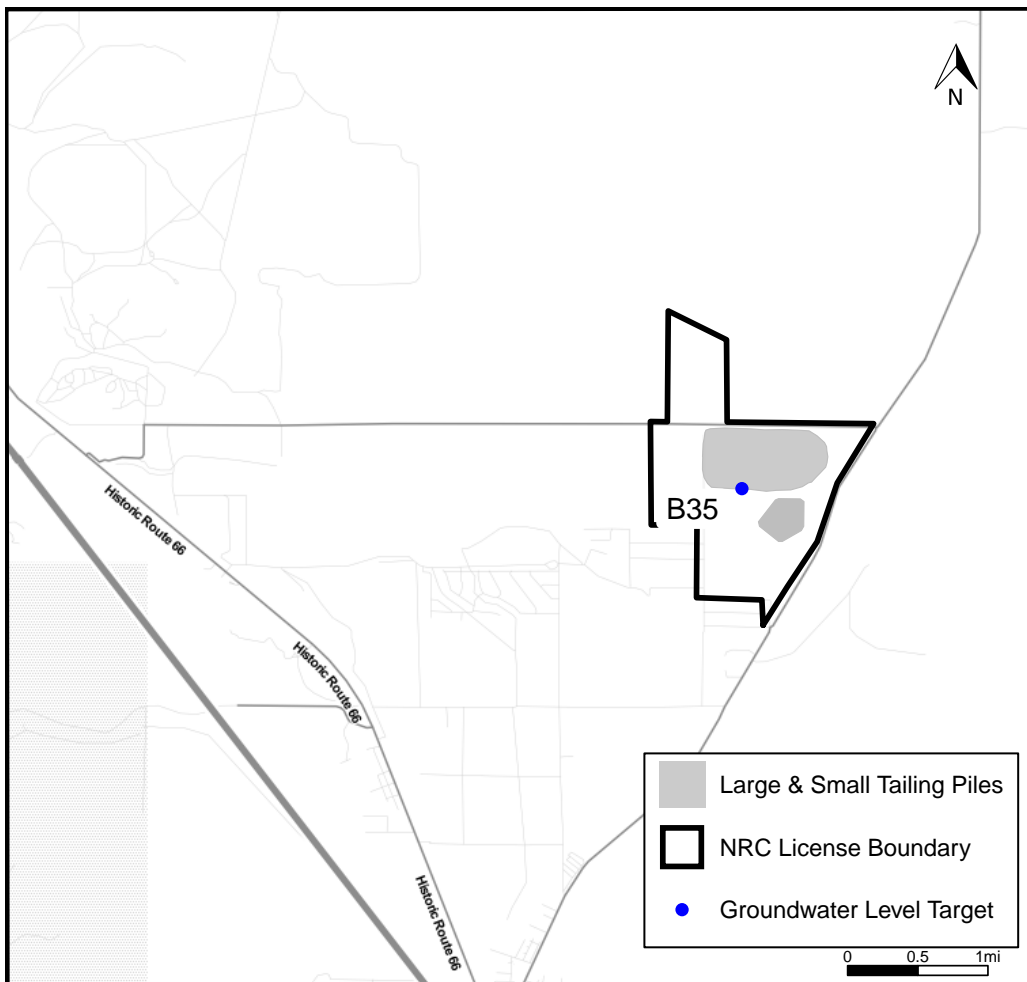 N
B35
Historic Route 66
Historic Route 66
Historic Route 66
Large & Small Tailing Piles
NRC License Boundary
Groundwater Level Target
0 0.5 1mi